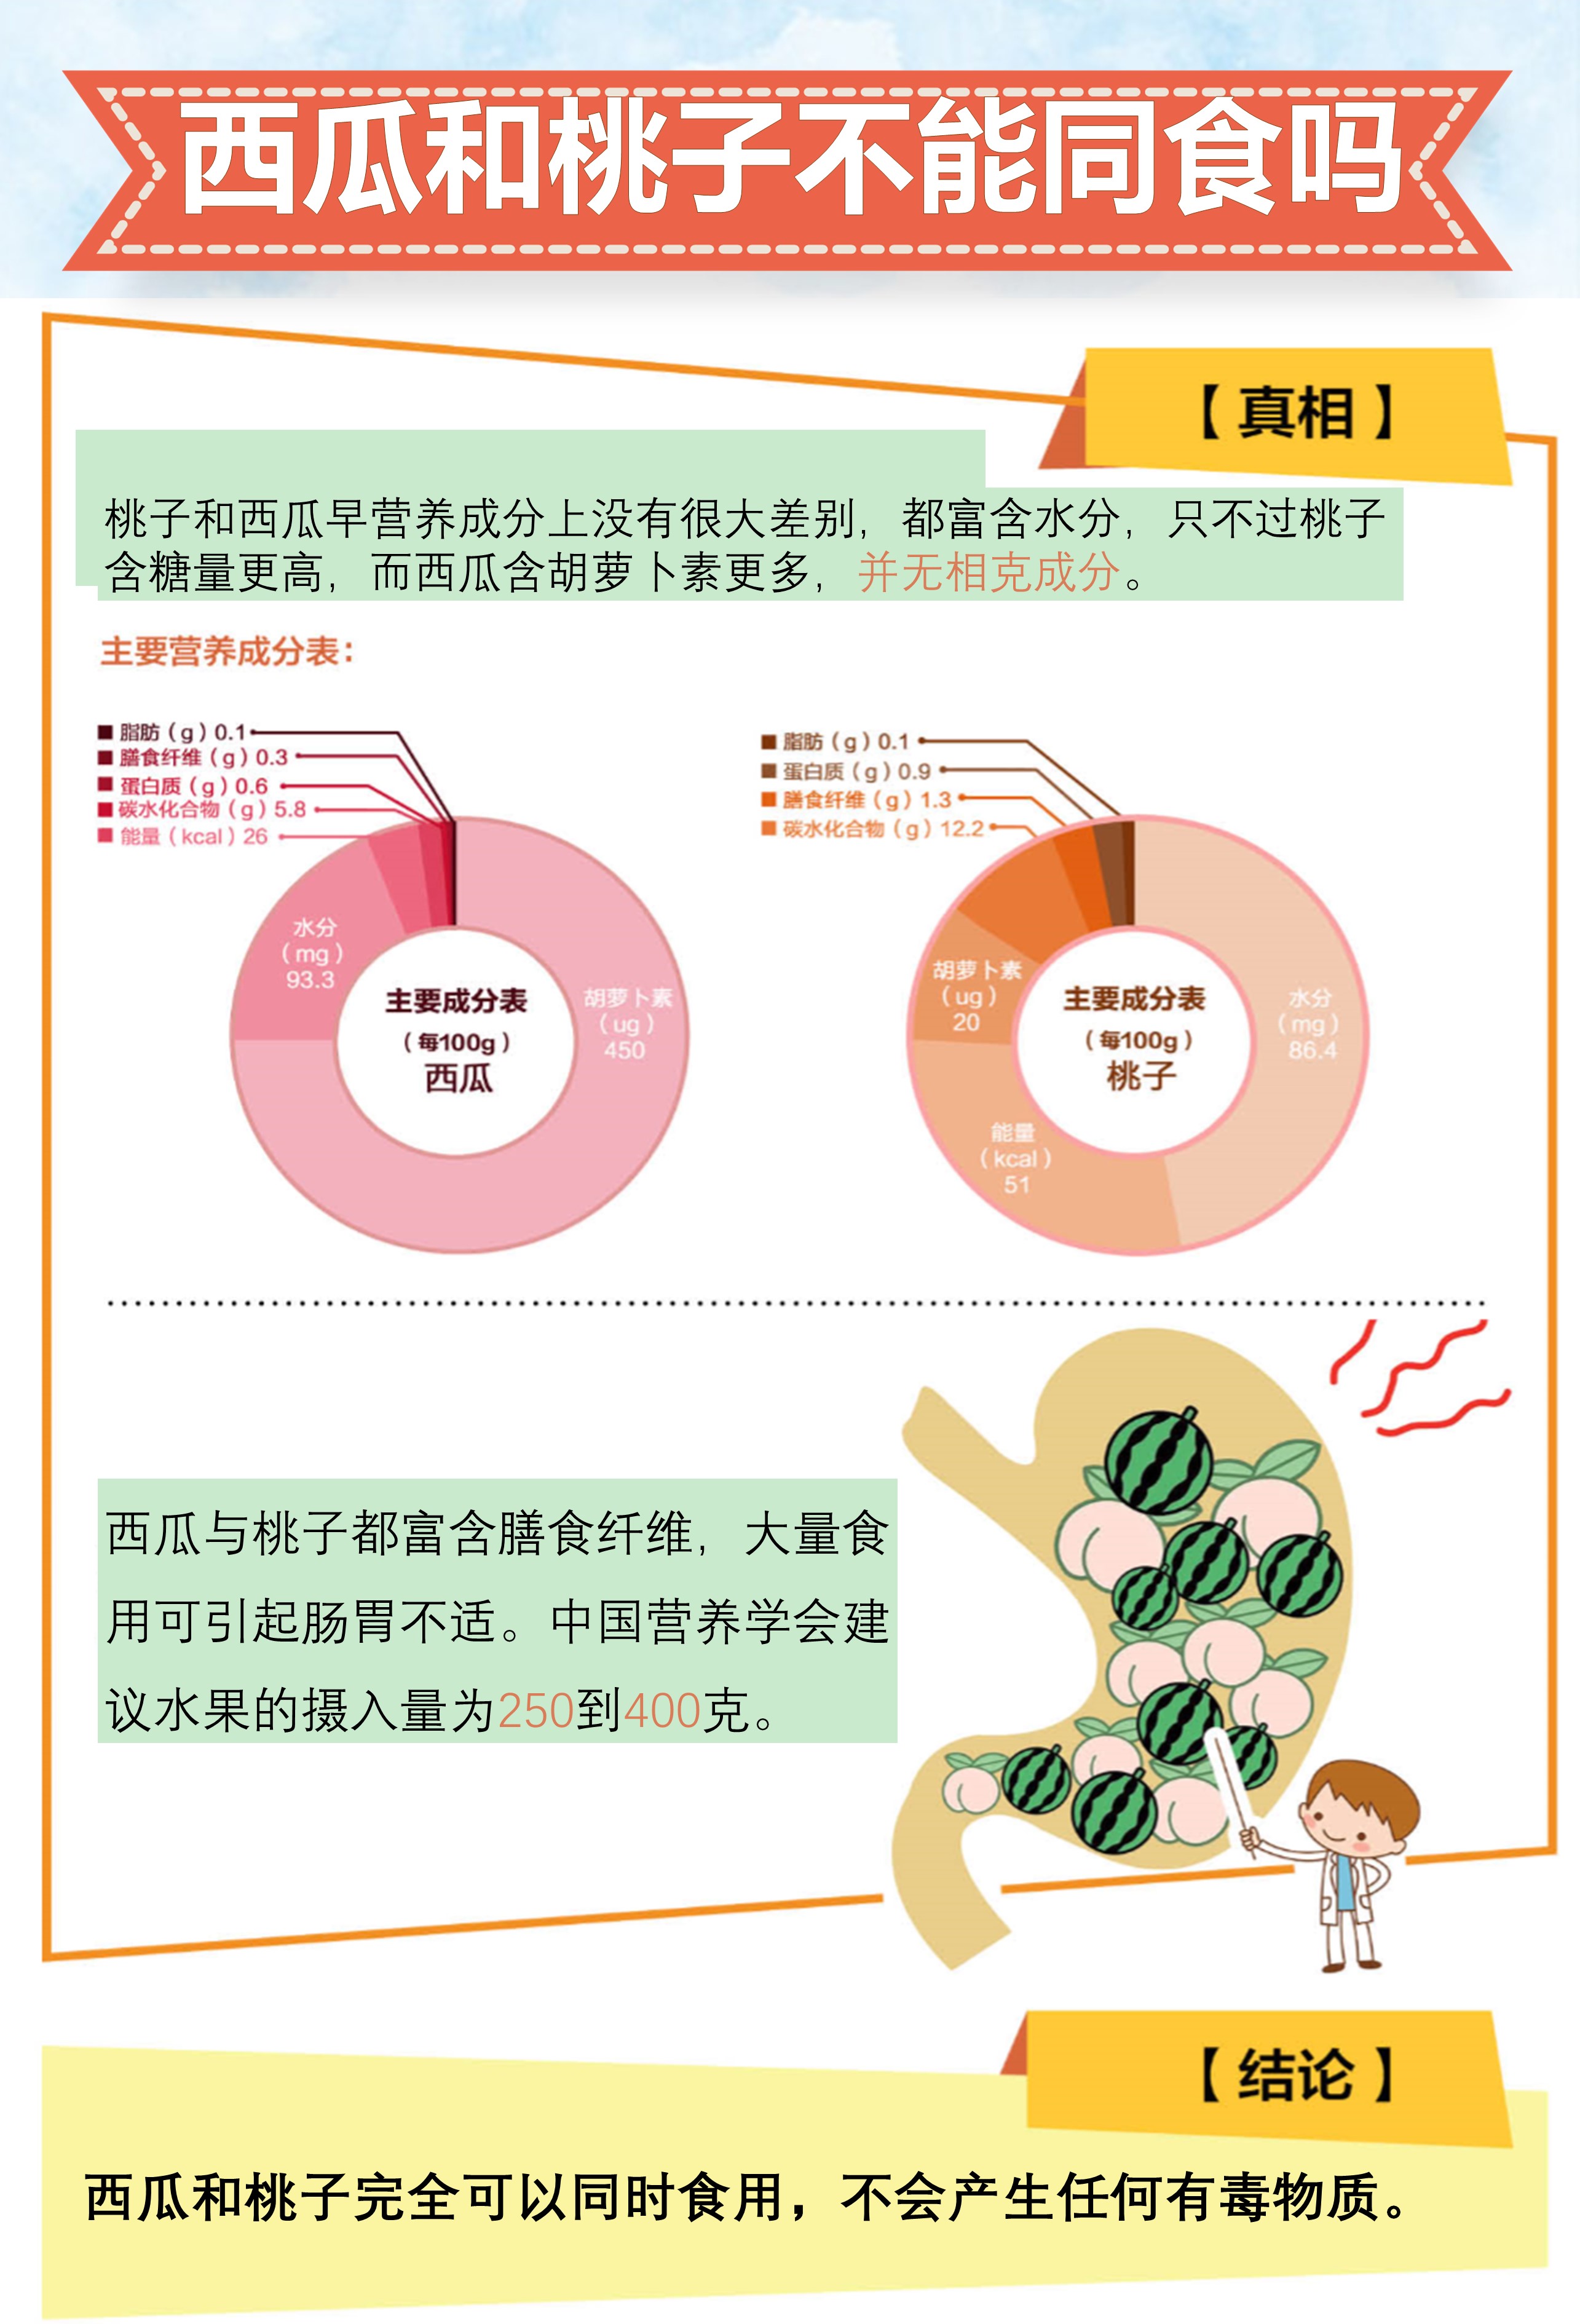 西瓜和桃子不能同食吗
【真相】
桃子和西瓜早营养成分上没有很大差别，都富含水分，只不过桃子
含糖量更高，而西瓜含胡萝卜素更多，并无相克成分。
主要营养成分表：
脂肪（g）0.1
膳食纤维（g）0.3
蛋白质（g）0.6
碳水化合物（g）5.8
能量（kcal）26
水分
（mg）
93.3
胡萝卜素
（ug）
450
主要成分表
（每100g）
西瓜
脂肪（g）0.1
蛋白质（g）0.9
膳食纤维（g）1.3
碳水化合物（g）12.2
胡萝卜素
（ug）
20
水分
（mg）
86.4
能量
（kcal）
51
主要成分表
（每100g）
桃子
西瓜与桃子都富含膳食纤维，大量食
用可引起肠胃不适。中国营养学会建
议水果的摄入量为250到400克。
【结论】
西瓜和桃子完全可以同时食用，不会产生任何有毒物质。